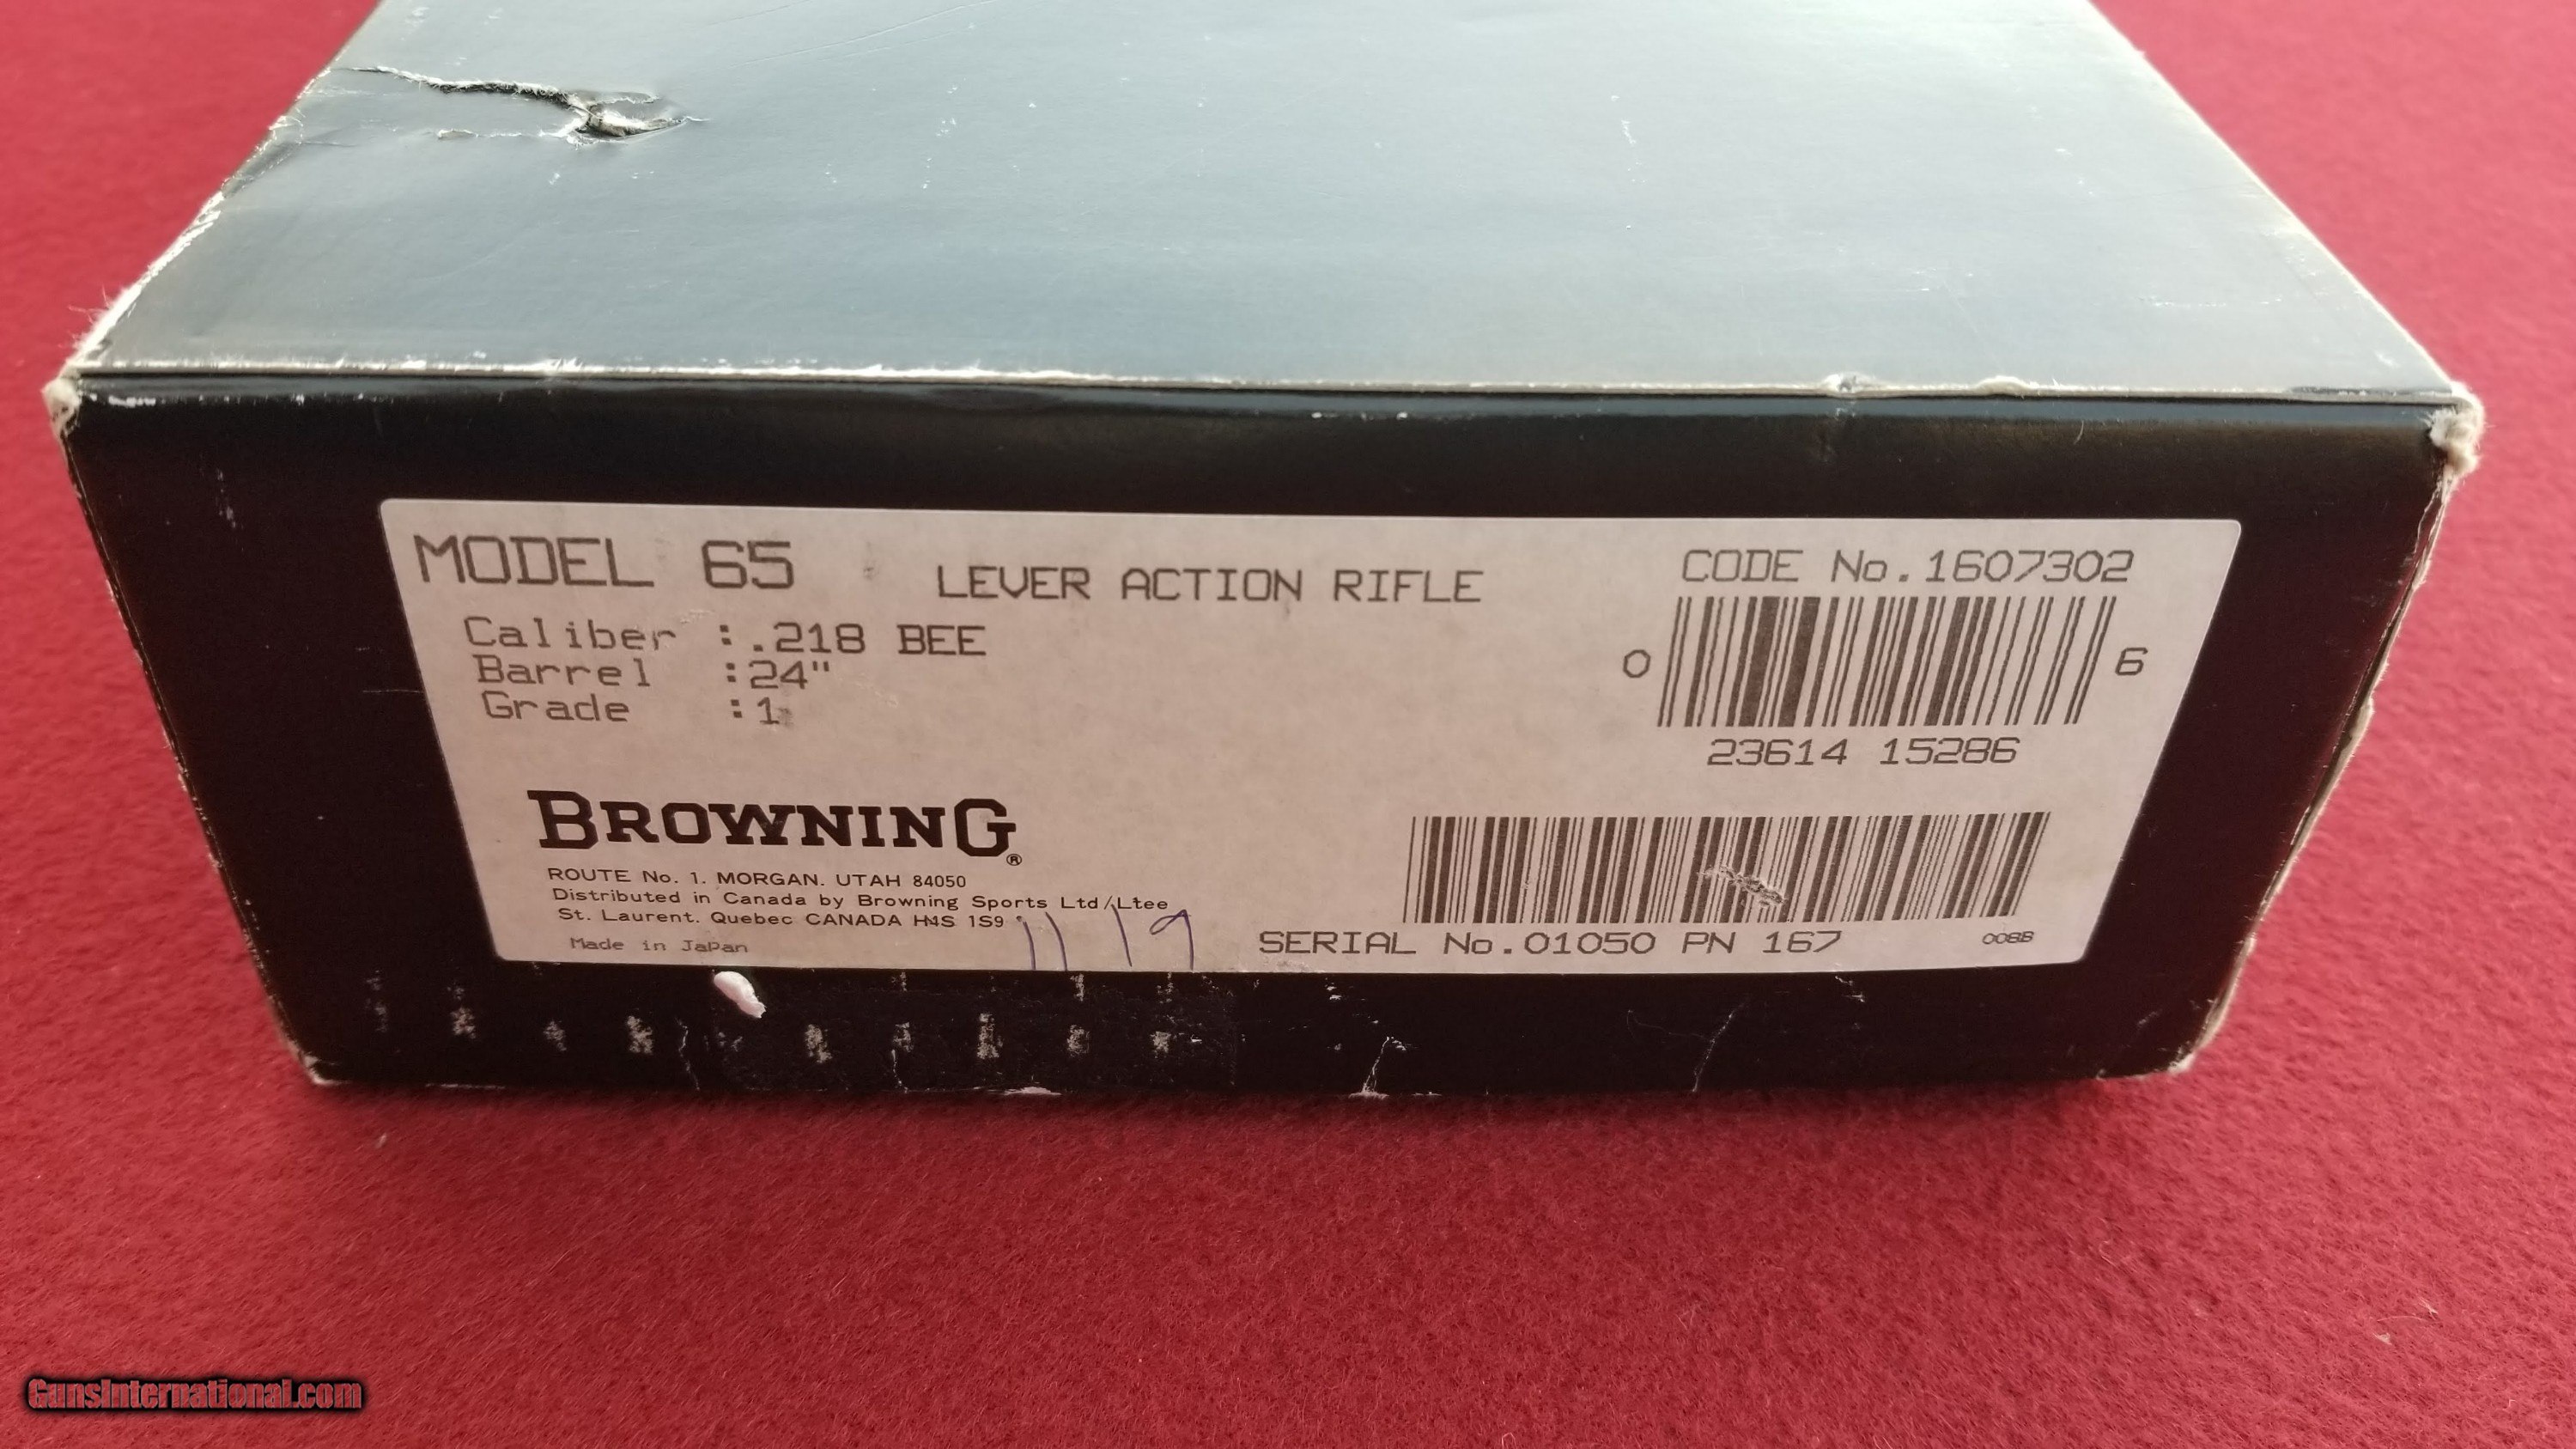 MODEL 65 LEVER ACTION RIFLE
Caliber :.218 BEE
Barrel :24"
Grade :1
CODE No.1607302
0 6
23614 15286
BROWNING®
ROUTE No. 1. MORGAN. UTAH 84050
Distributed in Canada by Browning Sports Ltd/Ltee
St. Laurent. Quebec CANADA H4S 1S9
Made in Japan
11 19
SERIAL No.01050 PN 167
008B
GunsInternational.com